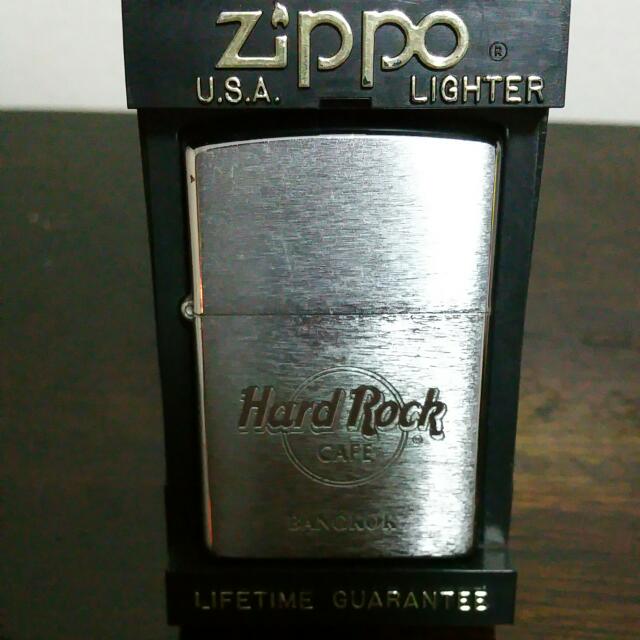 zippo ®
U.S.A. LIGHTER
Hard Rock ®
CAFE
BANGKOK
LIFETIME GUARANTEE